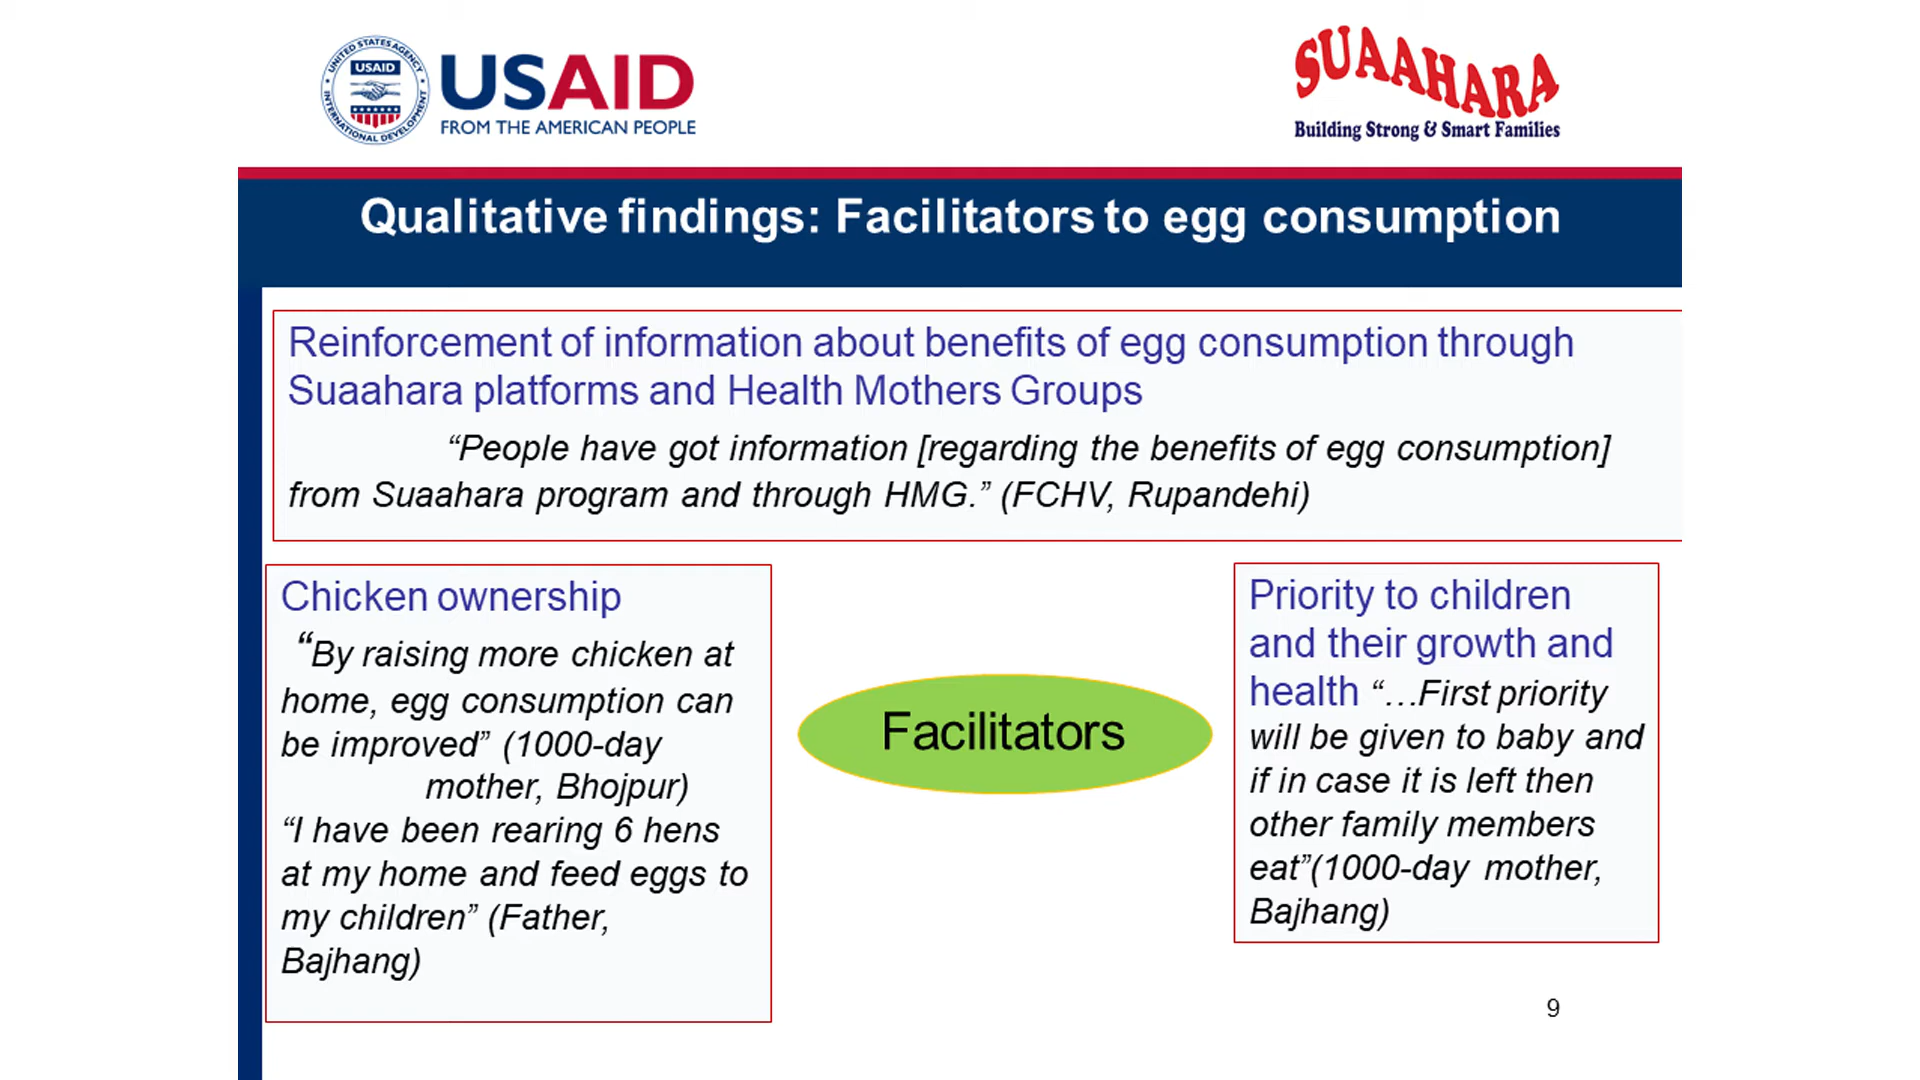 UNITED STATES AGENCY
USAID
INTERNATIONAL DEVELOPMENT
USAID
FROM THE AMERICAN PEOPLE
SUAAHARA
Building Strong & Smart Families
Qualitative findings: Facilitators to egg consumption
Reinforcement of information about benefits of egg consumption through
Suaahara platforms and Health Mothers Groups
“People have got information [regarding the benefits of egg consumption]
from Suaahara program and through HMG.” (FCHV, Rupandehi)
Chicken ownership
“By raising more chicken at
home, egg consumption can
be improved” (1000-day
mother, Bhojpur)
“I have been rearing 6 hens
at my home and feed eggs to
my children” (Father,
Bajhang)
Facilitators
Priority to children
and their growth and
health “…First priority
will be given to baby and
if in case it is left then
other family members
eat”(1000-day mother,
Bajhang)
9